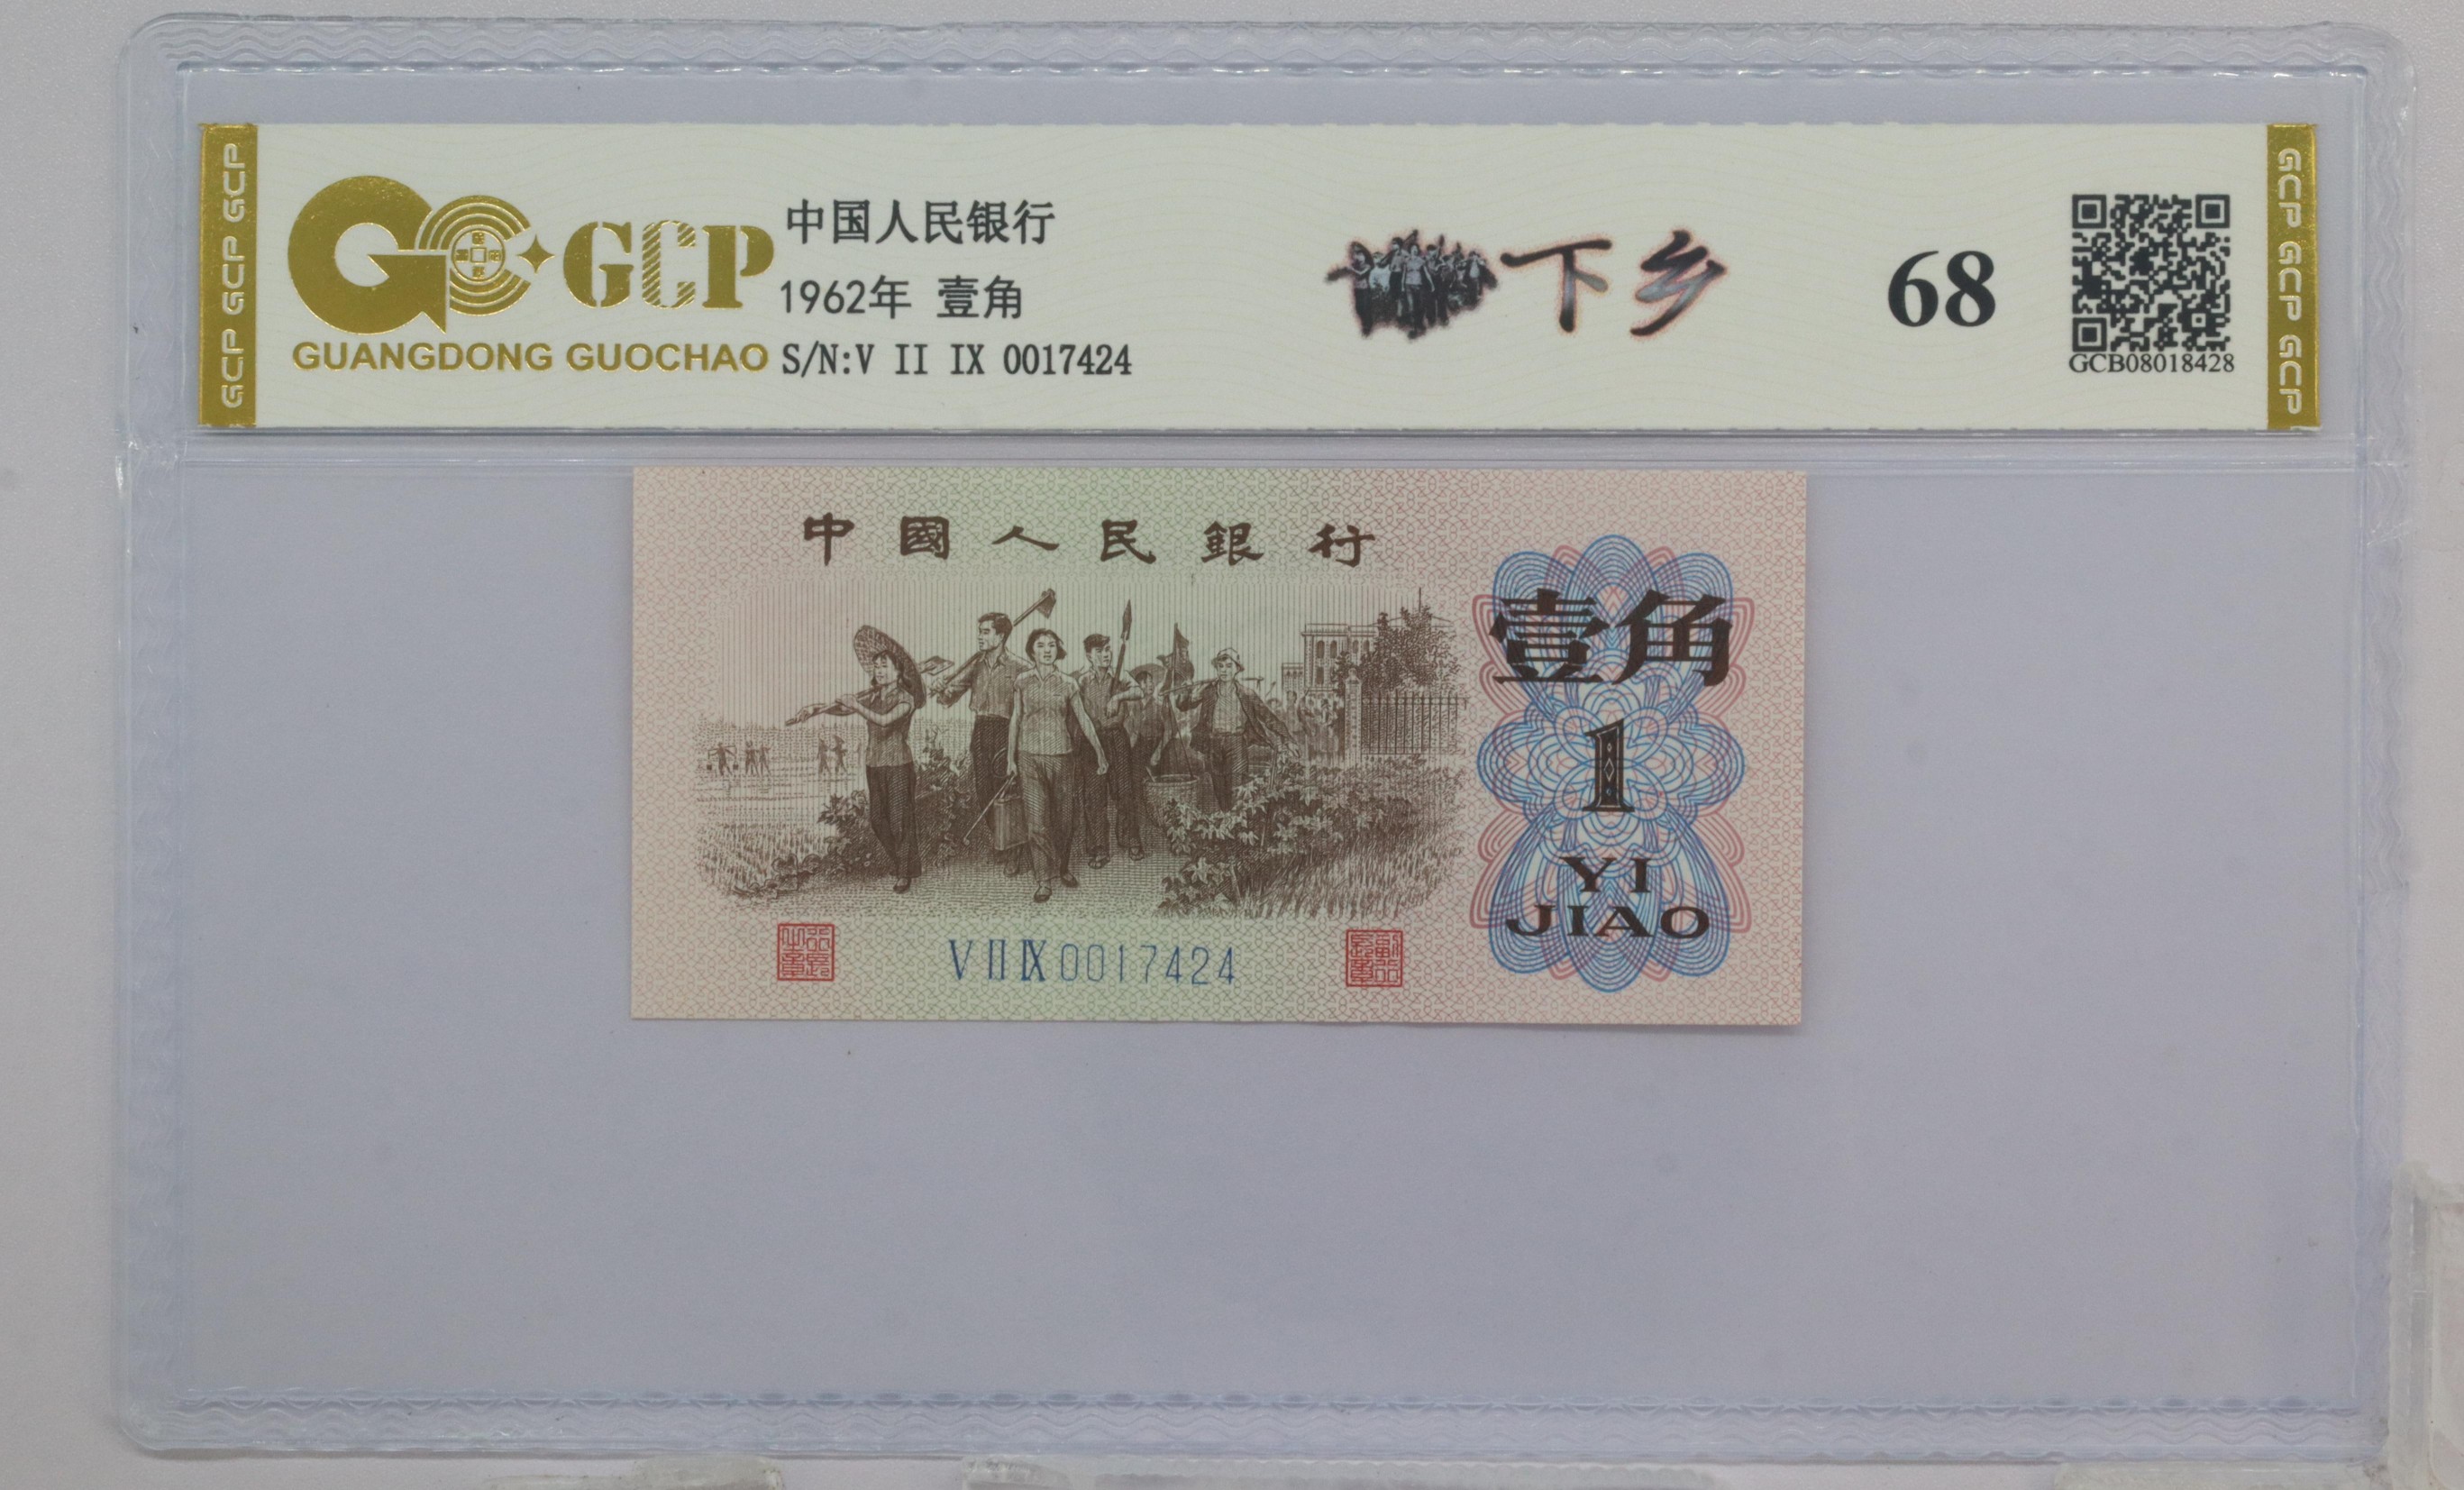 GCP GCP GCP
GCP
GUANGDONG GUOCHAO
中国人民银行
1962年 壹角
S/N:V II IX 0017424
下乡
68
GCB08018428
GCP GCP GCP
中國人民銀行
壹角
1
YI
JIAO
V II IX 0017424